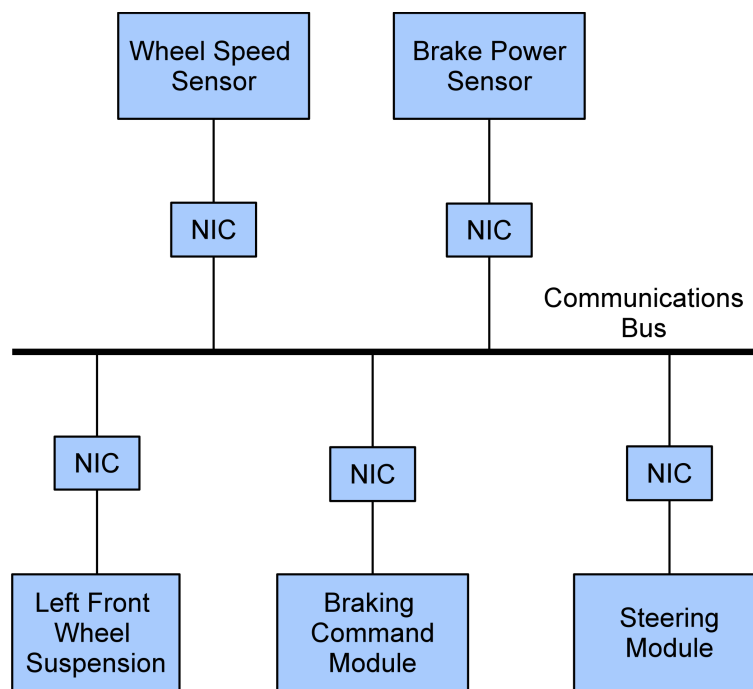 Wheel Speed
Sensor
Brake Power
Sensor
NIC
NIC
Communications
Bus
NIC
NIC
NIC
Left Front
Wheel
Suspension
Braking
Command
Module
Steering
Module